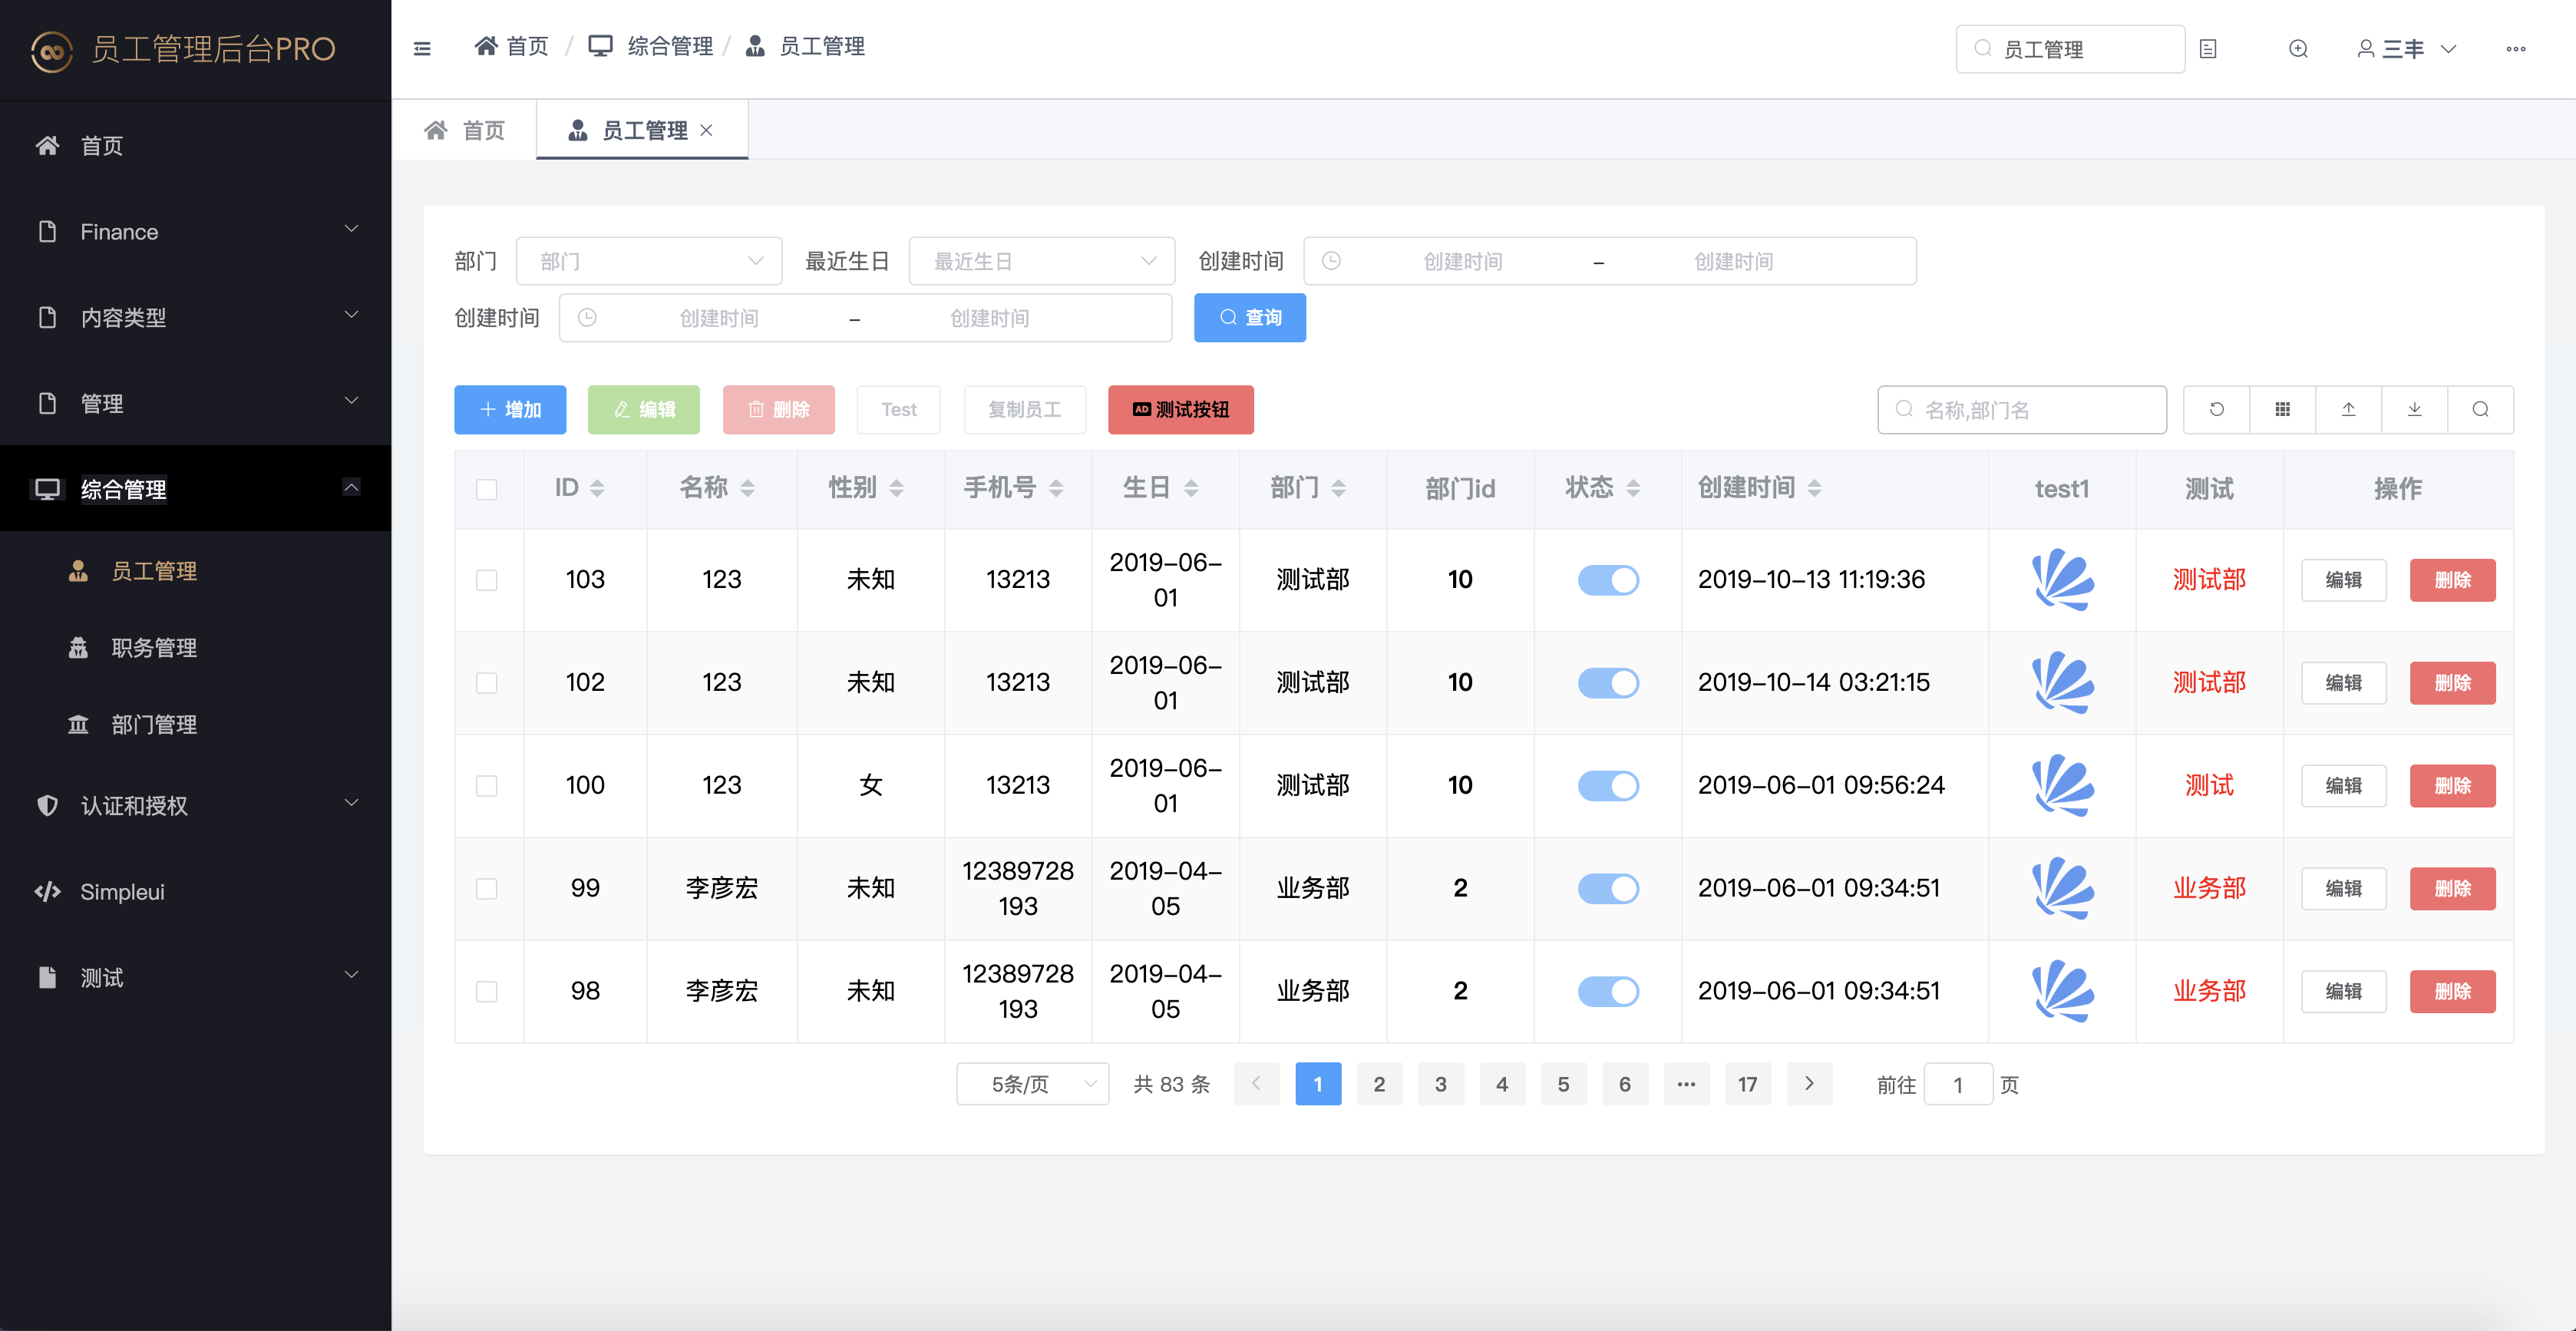 员工管理后台PRO
首页
Finance
内容类型
管理
综合管理
员工管理
职务管理
部门管理
认证和授权
Simpleui
测试
首页 / 综合管理 / 员工管理
员工管理
三丰
首页
员工管理
部门 部门 最近生日 最近生日 创建时间 创建时间 – 创建时间
创建时间 创建时间 – 创建时间 查询
增加 编辑 删除 Test 复制员工 AD 测试按钮 名称,部门名
ID 名称 性别 手机号 生日 部门 部门id 状态 创建时间 test1 测试 操作
103 123 未知 13213 2019-06-01 测试部 10 2019-10-13 11:19:36 测试部 编辑 删除
102 123 未知 13213 2019-06-01 测试部 10 2019-10-14 03:21:15 测试部 编辑 删除
100 123 女 13213 2019-06-01 测试部 10 2019-06-01 09:56:24 测试 编辑 删除
99 李彦宏 未知 12389728193 2019-04-05 业务部 2 2019-06-01 09:34:51 业务部 编辑 删除
98 李彦宏 未知 12389728193 2019-04-05 业务部 2 2019-06-01 09:34:51 业务部 编辑 删除
5条/页 共 83 条 1 2 3 4 5 6 ••• 17 前往 1 页